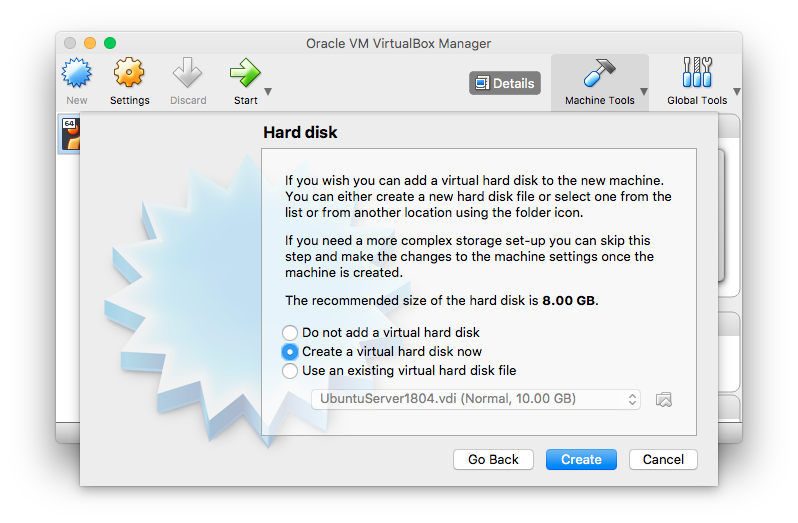 Oracle VM VirtualBox Manager
New
Settings
Discard
Start
Details
Machine Tools
Global Tools
64
Hard disk
If you wish you can add a virtual hard disk to the new machine.
You can either create a new hard disk file or select one from the
list or from another location using the folder icon.
If you need a more complex storage set-up you can skip this
step and make the changes to the machine settings once the
machine is created.
The recommended size of the hard disk is 8.00 GB.
Do not add a virtual hard disk
Create a virtual hard disk now
Use an existing virtual hard disk file
UbuntuServer1804.vdi (Normal, 10.00 GB)
Go Back
Create
Cancel